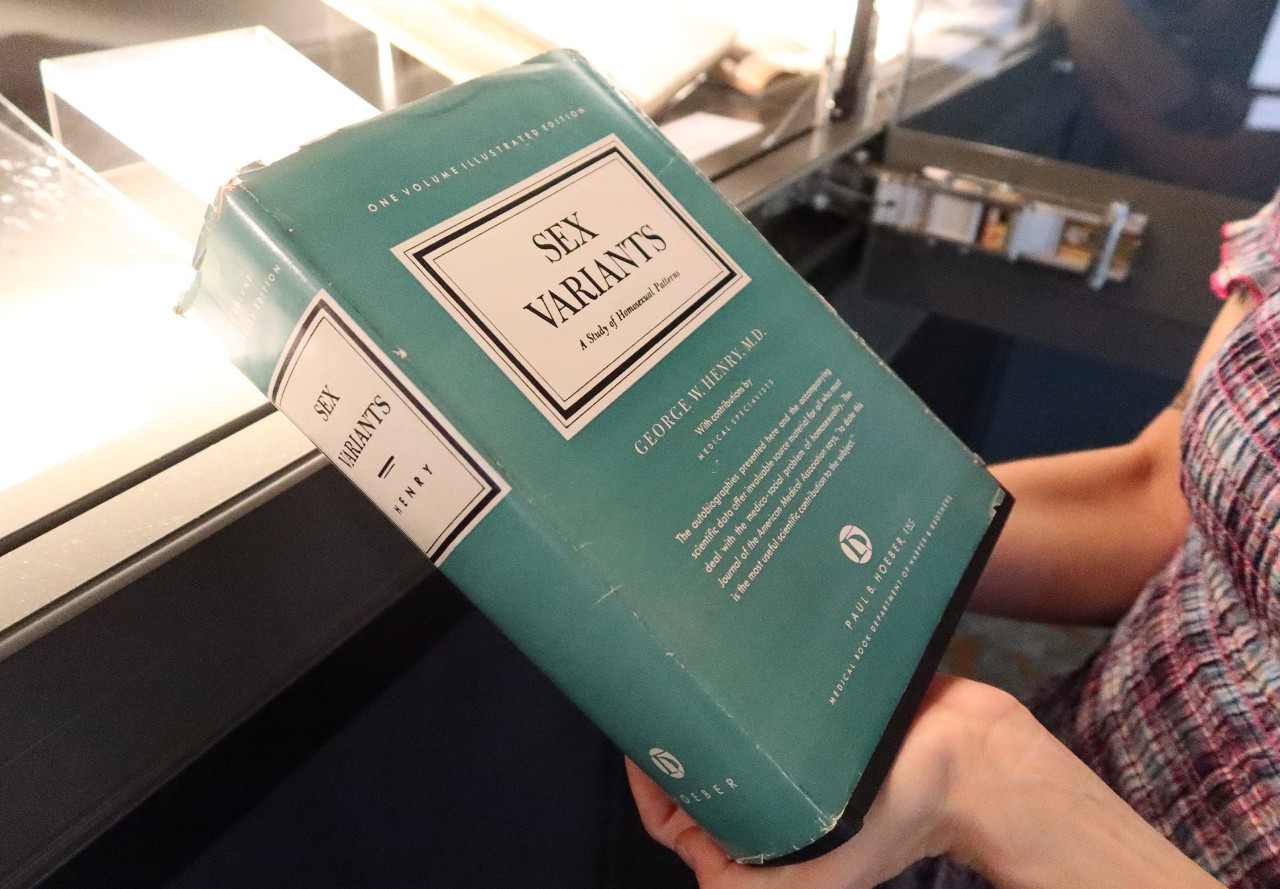 ONE VOLUME ILLUSTRATED EDITION
SEX
VARIANTS
A Study of Homosexual Patterns
GEORGE W. HENRY, M.D.
With contributions by
MEDICAL SPECIALISTS
The autobiographies presented here and the accompanying
scientific data offer invaluable source material for all who must
deal with the medico-social problem of homosexuality. The
Journal of the American Medical Association says, "to date this
is the most useful scientific contribution to the subject."
PAUL B. HOEBER, INC
MEDICAL BOOK DEPARTMENT OF HARPER & BROTHERS
EDITION
SEX
VARIANTS
HENRY
HOEBER